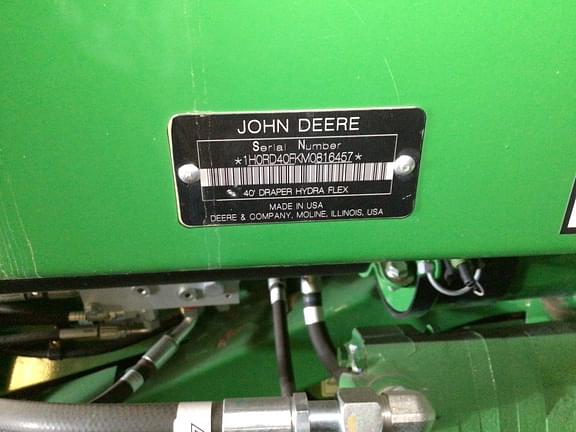 JOHN DEERE
Serial Number
*1H0RD40FKM0816457*
40' DRAPER HYDRA FLEX
MADE IN USA
DEERE & COMPANY, MOLINE, ILLINOIS, USA